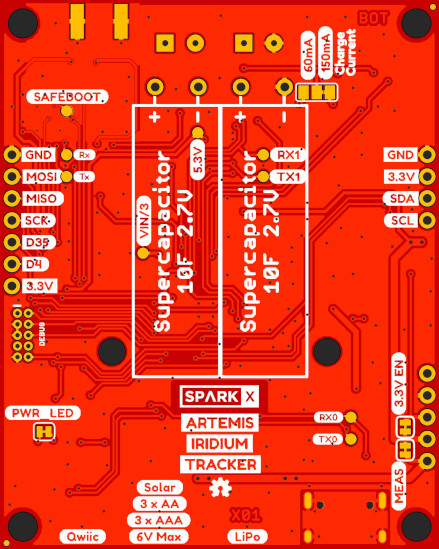 BOT
60mA
150mA
Charge
Current
SAFEBOOT
+
-
+
-
5.3V
GND
Rx
RX1
GND
MOSI
Tx
TX1
3.3V
MISO
SDA
SCK
SCL
D35
D4
3.3V
VIN/3
Supercapacitor
10F 2.7V
Supercapacitor
10F 2.7V
DEBUG
3.3V EN
SPARK X
PWR_LED
ARTEMIS
RX0
IRIDIUM
TX0
TRACKER
MEAS
Solar
3 x AA
3 x AAA
X01
Qwiic
6V Max
LiPo